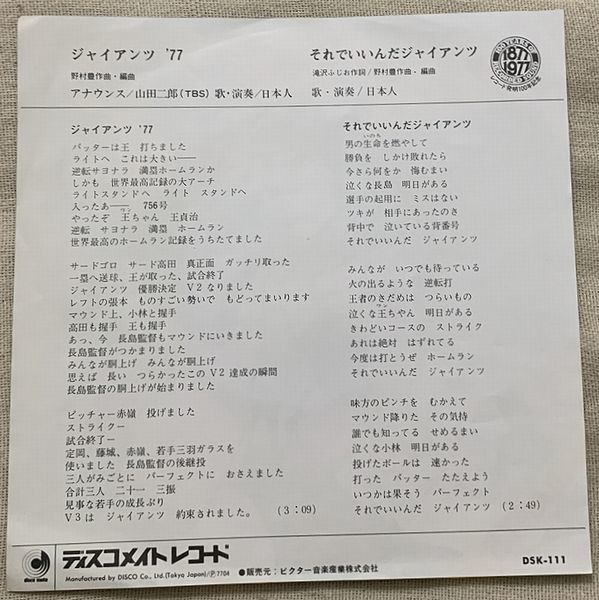 ジャイアンツ '77
野村豊作曲・編曲
アナウンス/山田二郎(TBS) 歌・演奏/日本人
それでいいんだジャイアンツ
滝沢ふじお作詞/野村豊作曲・編曲
歌・演奏/日本人
100 YEARS OF RECORDED SOUND
1877
1977
レコード発明100年記念
ジャイアンツ '77
バッターは王 打ちました
ライトへ これは大きい──
逆転サヨナラ 満塁ホームランか
しかも 世界最高記録の大アーチ
ライトスタンドへ ライト スタンドへ
入ったあ── 756号
やったぞ 王ちゃん 王貞治
逆転 サヨナラ 満塁 ホームラン
世界最高のホームラン記録をうちたてました
サードゴロ サード高田 真正面 ガッチリ取った
一塁へ送球、王が取った、試合終了
ジャイアンツ 優勝決定 V2なりました
レフトの張本 ものすごい勢いで もどってまいります
マウンド上、小林と握手
高田も握手 王も握手
あっ、今 長島監督もマウンドにいきました
長島監督がつかまりました
みんなが胴上げ みんなが胴上げ
思えば 長い つらかったこのV2達成の瞬間
長島監督の胴上げが始まりました
ピッチャー赤嶺 投げました
ストライクー
試合終了ー
定岡、藤城、赤嶺、若手三羽ガラスを
使いました 長島監督の後継投
三人がみごとに パーフェクトに おさえました
合計三人 二十一 三振
見事な若手の成長ぶり
V3は ジャイアンツ 約束されました。 (3:09)
それでいいんだジャイアンツ
男の生命を燃やして
いのち
勝負を しかけ敗れたら
今さら何をか 悔むまい
泣くな長島 明日がある
選手の起用に ミスはない
ツキが 相手にあったのさ
背中で 泣いている背番号
それでいいんだ ジャイアンツ
みんなが いつでも待っている
火の出るような 逆転打
王者のさだめは つらいもの
泣くな王ちゃん 明日がある
ワン
きわどいコースの ストライク
あれは絶対 はずれてる
今度は打とうぜ ホームラン
それでいいんだ ジャイアンツ
味方のピンチを むかえて
マウンド降りた その気持
誰でも知ってる せめるまい
泣くな小林 明日がある
投げたボールは 速かった
打った バッター たたえよう
いつかは果そう パーフェクト
それでいいんだ ジャイアンツ (2:49)
disco mate
ディスコメイトレコード
Manufactured by DISCO Co., Ltd. (Tokyo Japan)/Ⓟ7704
●販売元:ビクター音楽産業株式会社
DSK-111